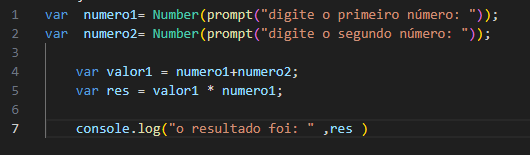 1 var  numero1= Number(prompt("digite o primeiro número: "));
2 var  numero2= Number(prompt("digite o segundo número: "));
3
4     var valor1 = numero1+numero2;
5     var res = valor1 * numero1;
6
7     console.log("o resultado foi: " ,res )